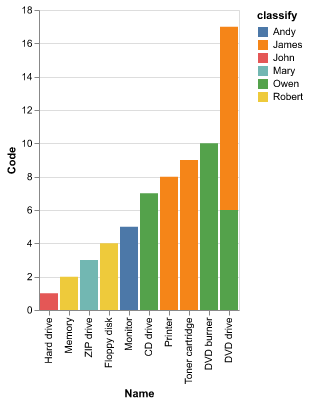 classify
Andy
James
John
Mary
Owen
Robert
Code
18
16
14
12
10
8
6
4
2
0
Hard drive
Memory
ZIP drive
Floppy disk
Monitor
CD drive
Printer
Toner cartridge
DVD burner
DVD drive
Name